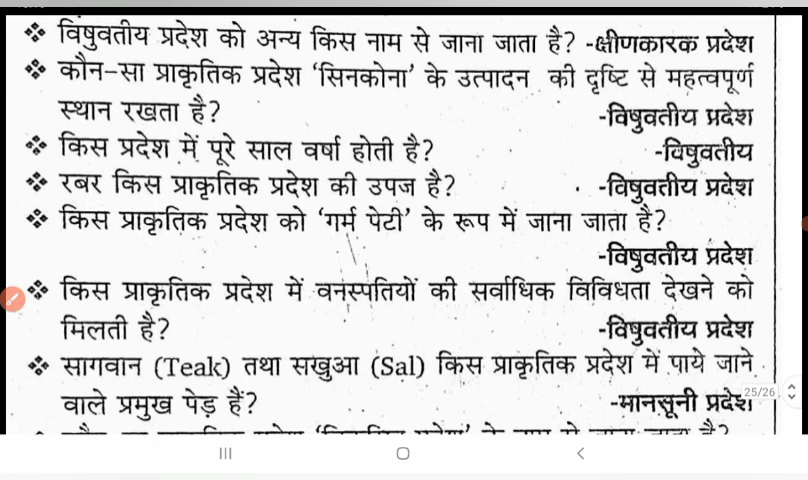 ❖ विषुवतीय प्रदेश को अन्य किस नाम से जाना जाता है? -क्षीणकारक प्रदेश
❖ कौन-सा प्राकृतिक प्रदेश ‘सिनकोना’ के उत्पादन की दृष्टि से महत्वपूर्ण
स्थान रखता है? -विषुवतीय प्रदेश
❖ किस प्रदेश में पूरे साल वर्षा होती है? -विषुवतीय
❖ रबर किस प्राकृतिक प्रदेश की उपज है? -विषुवतीय प्रदेश
❖ किस प्राकृतिक प्रदेश को ‘गर्म पेटी’ के रूप में जाना जाता है?
-विषुवतीय प्रदेश
❖ किस प्राकृतिक प्रदेश में वनस्पतियों की सर्वाधिक विविधता देखने को
मिलती है? -विषुवतीय प्रदेश
❖ सागवान (Teak) तथा सखुआ (Sal) किस प्राकृतिक प्रदेश में पाये जाने
वाले प्रमुख पेड़ हैं? -मानसूनी प्रदेश
25/26